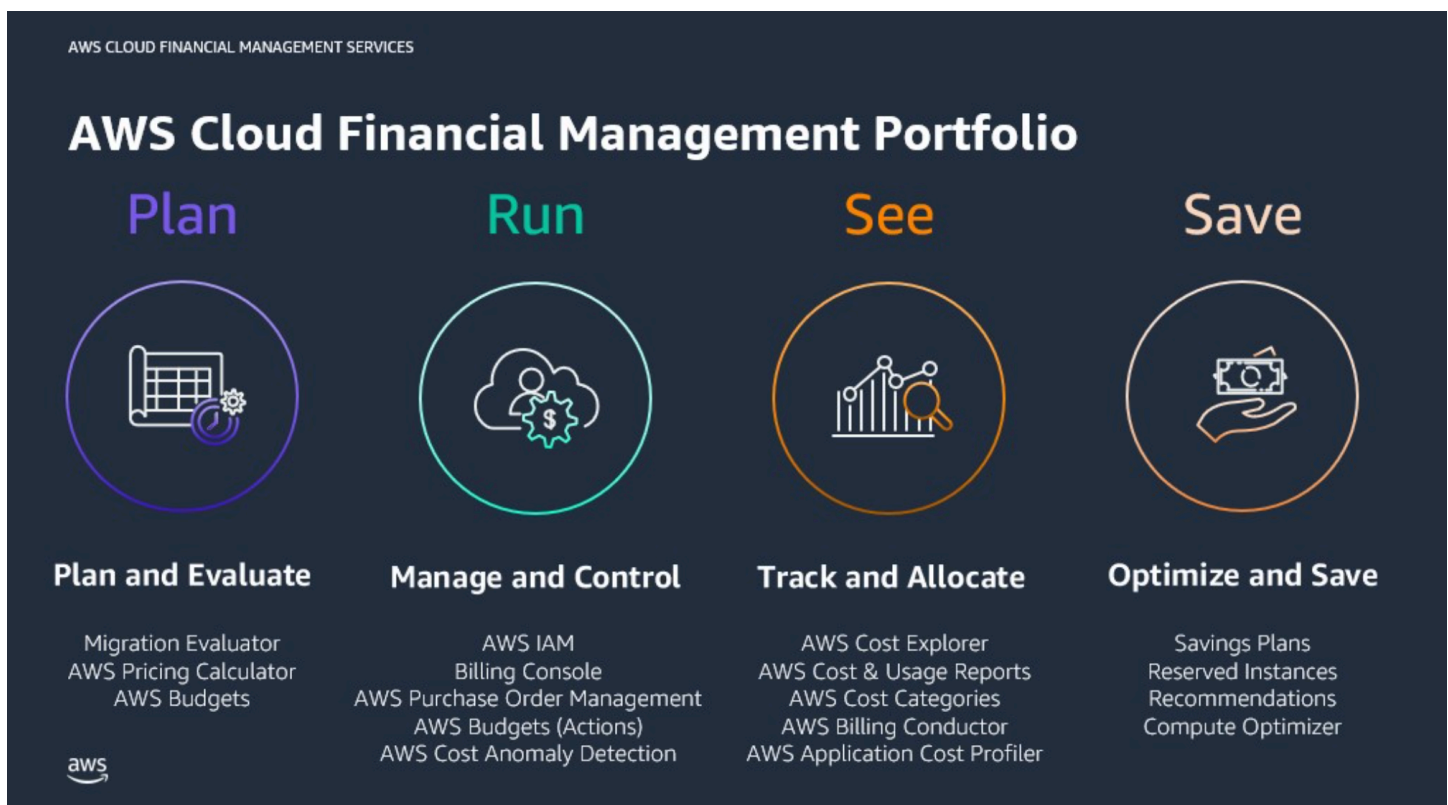 AWS CLOUD FINANCIAL MANAGEMENT SERVICES
AWS Cloud Financial Management Portfolio
Plan
Run
See
Save
$
Plan and Evaluate
Manage and Control
Track and Allocate
Optimize and Save
Migration Evaluator
AWS Pricing Calculator
AWS Budgets
AWS IAM
Billing Console
AWS Purchase Order Management
AWS Budgets (Actions)
AWS Cost Anomaly Detection
AWS Cost Explorer
AWS Cost & Usage Reports
AWS Cost Categories
AWS Billing Conductor
AWS Application Cost Profiler
Savings Plans
Reserved Instances
Recommendations
Compute Optimizer
aws